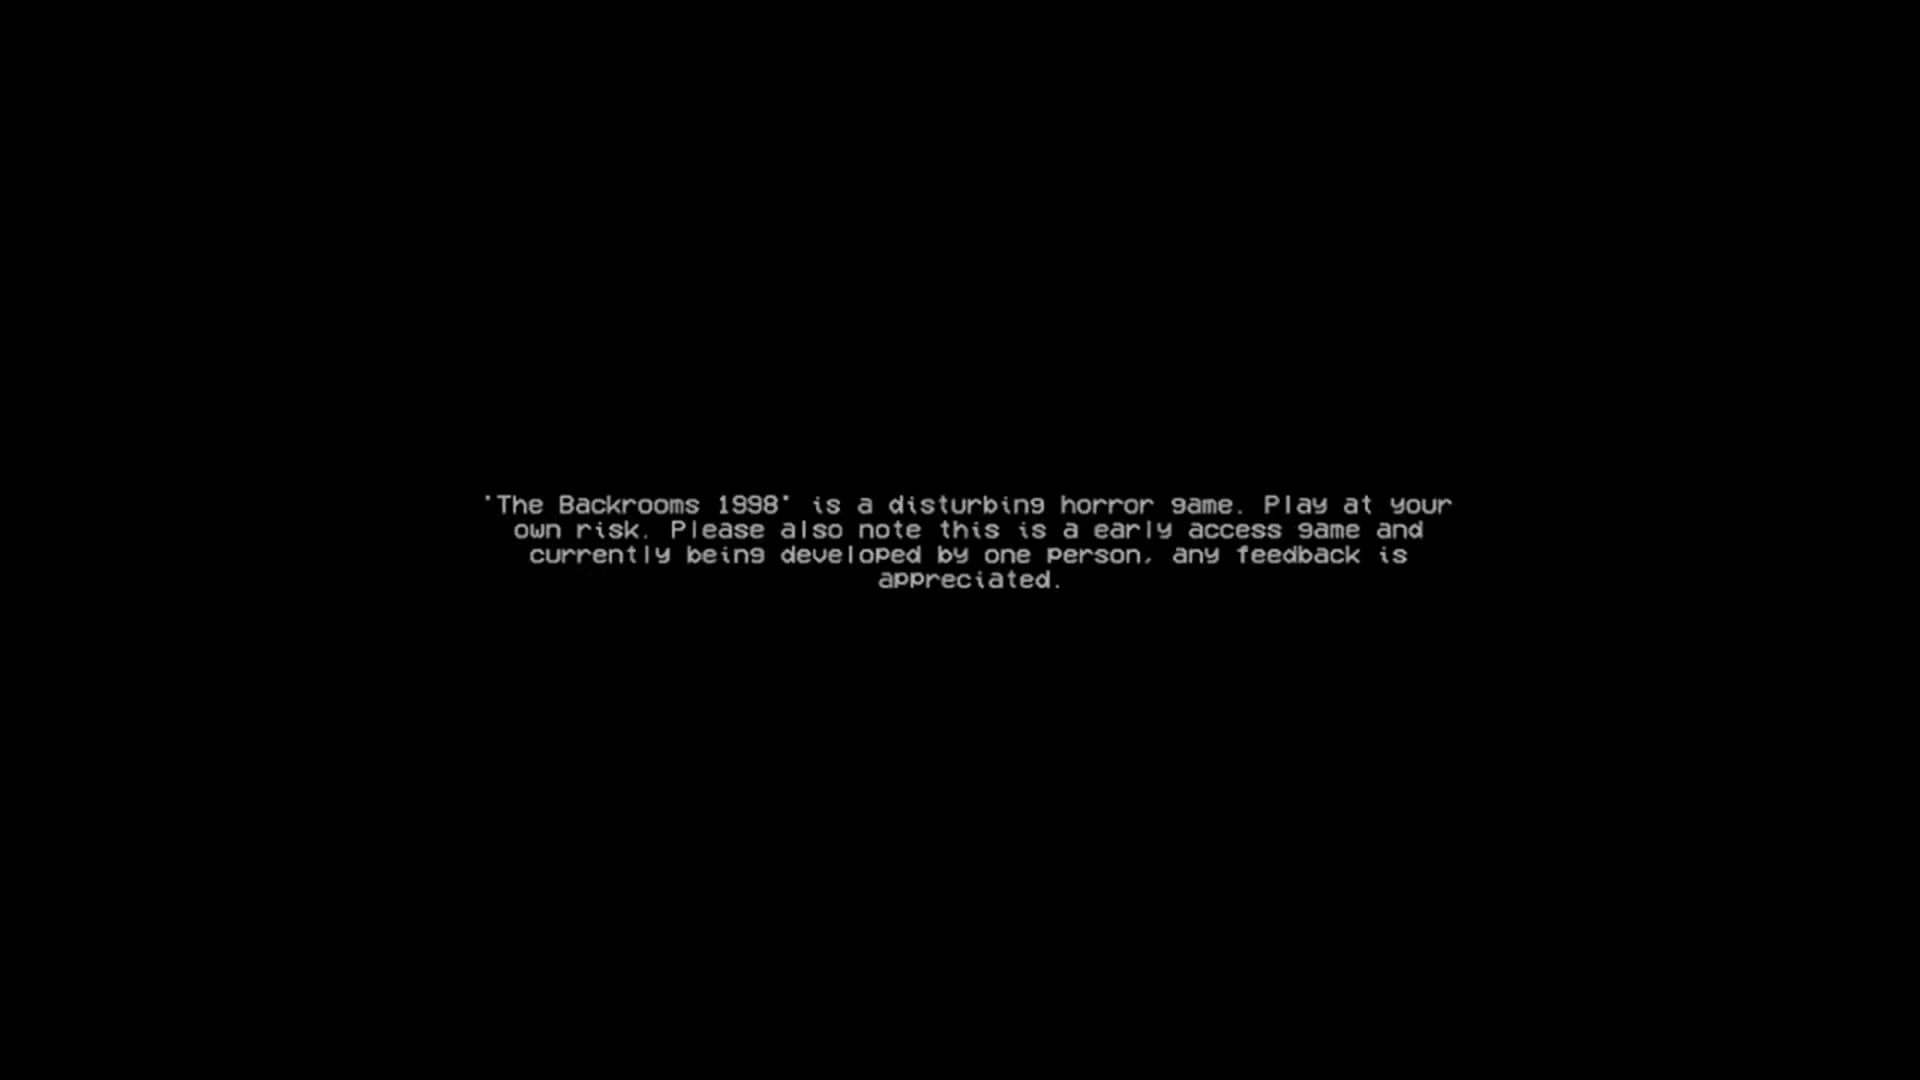 "The Backrooms 1998" is a disturbing horror game. Play at your
own risk. Please also note this is a early access game and
currently being developed by one person, any feedback is
appreciated.